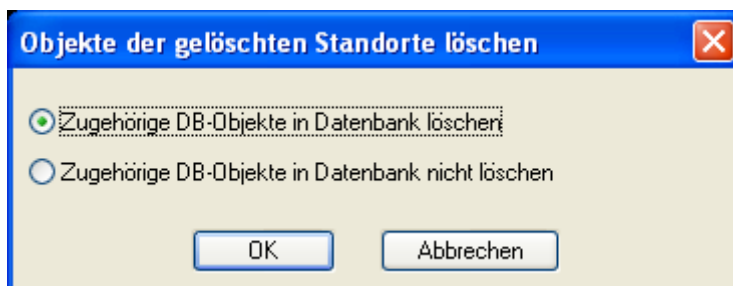 Objekte der gelöschten Standorte löschen
Zugehörige DB-Objekte in Datenbank löschen
Zugehörige DB-Objekte in Datenbank nicht löschen
OK
Abbrechen